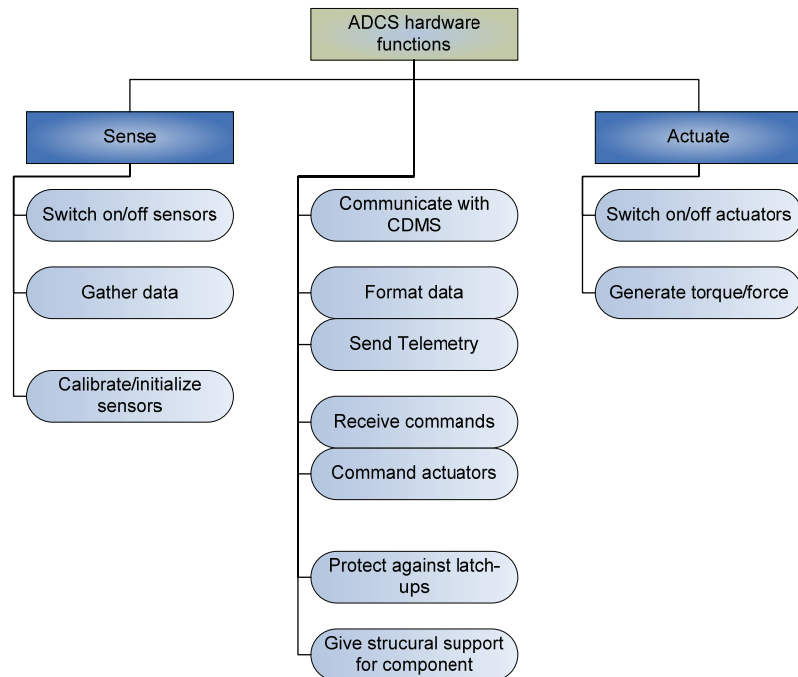 ADCS hardware
functions
Sense
Actuate
Switch on/off sensors
Gather data
Calibrate/initialize
sensors
Communicate with
CDMS
Format data
Send Telemetry
Receive commands
Command actuators
Protect against latch-
ups
Give strucural support
for component
Switch on/off actuators
Generate torque/force